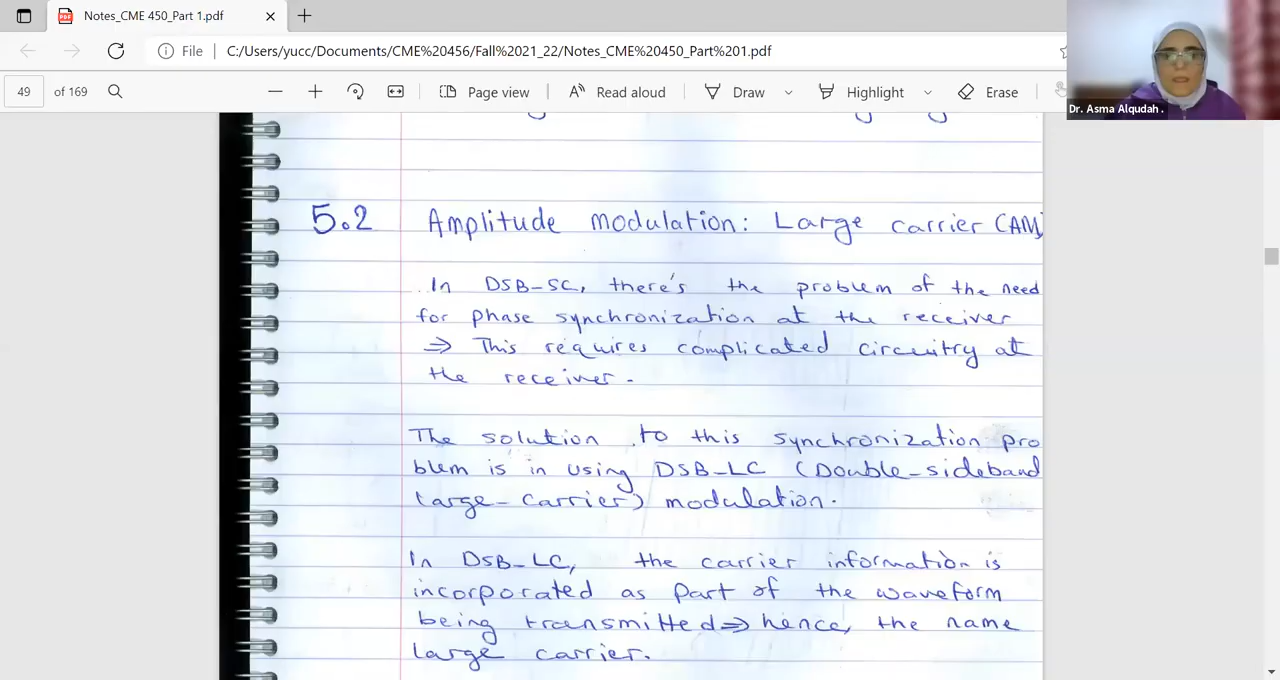 Notes_CME 450_Part 1.pdf
File
C:/Users/yucc/Documents/CME%20456/Fall%2021_22/Notes_CME%20450_Part%201.pdf
49 of 169
Page view
Read aloud
Draw
Highlight
Erase
Dr. Asma Alqudah .
5.2 Amplitude modulation: Large carrier (AM)
In DSB-SC, there's the problem of the need
for phase synchronization at the receiver
⇒ This requires complicated circuitry at
the receiver.
The solution to this synchronization pro
blem is in using DSB-LC (Double-sideband
large-carrier) modulation.
In DSB-LC, the carrier information is
incorporated as part of the waveform
being transmitted ⇒ hence, the name
large carrier.